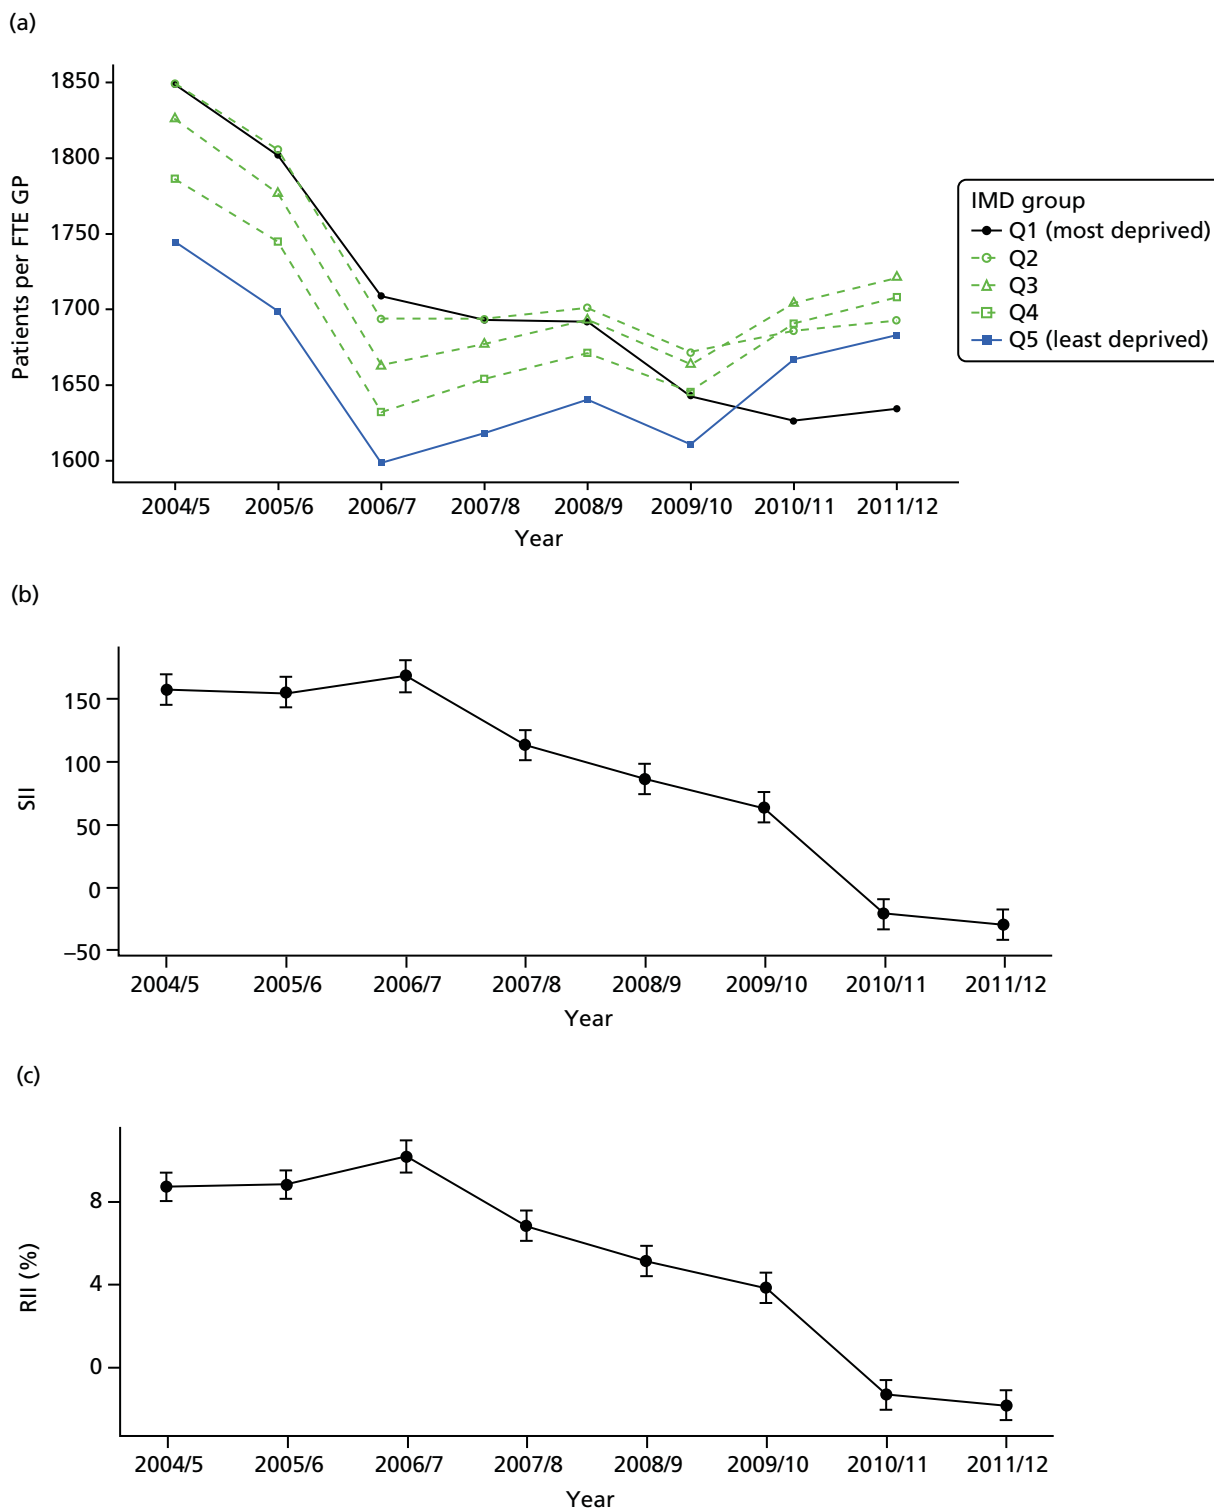 (a)
Patients per FTE GP
1850
1800
1750
1700
1650
1600
2004/5 2005/6 2006/7 2007/8 2008/9 2009/10 2010/11 2011/12
Year
IMD group
Q1 (most deprived)
Q2
Q3
Q4
Q5 (least deprived)
(b)
SII
150
100
50
0
−50
2004/5 2005/6 2006/7 2007/8 2008/9 2009/10 2010/11 2011/12
Year
(c)
RII (%)
8
4
0
2004/5 2005/6 2006/7 2007/8 2008/9 2009/10 2010/11 2011/12
Year